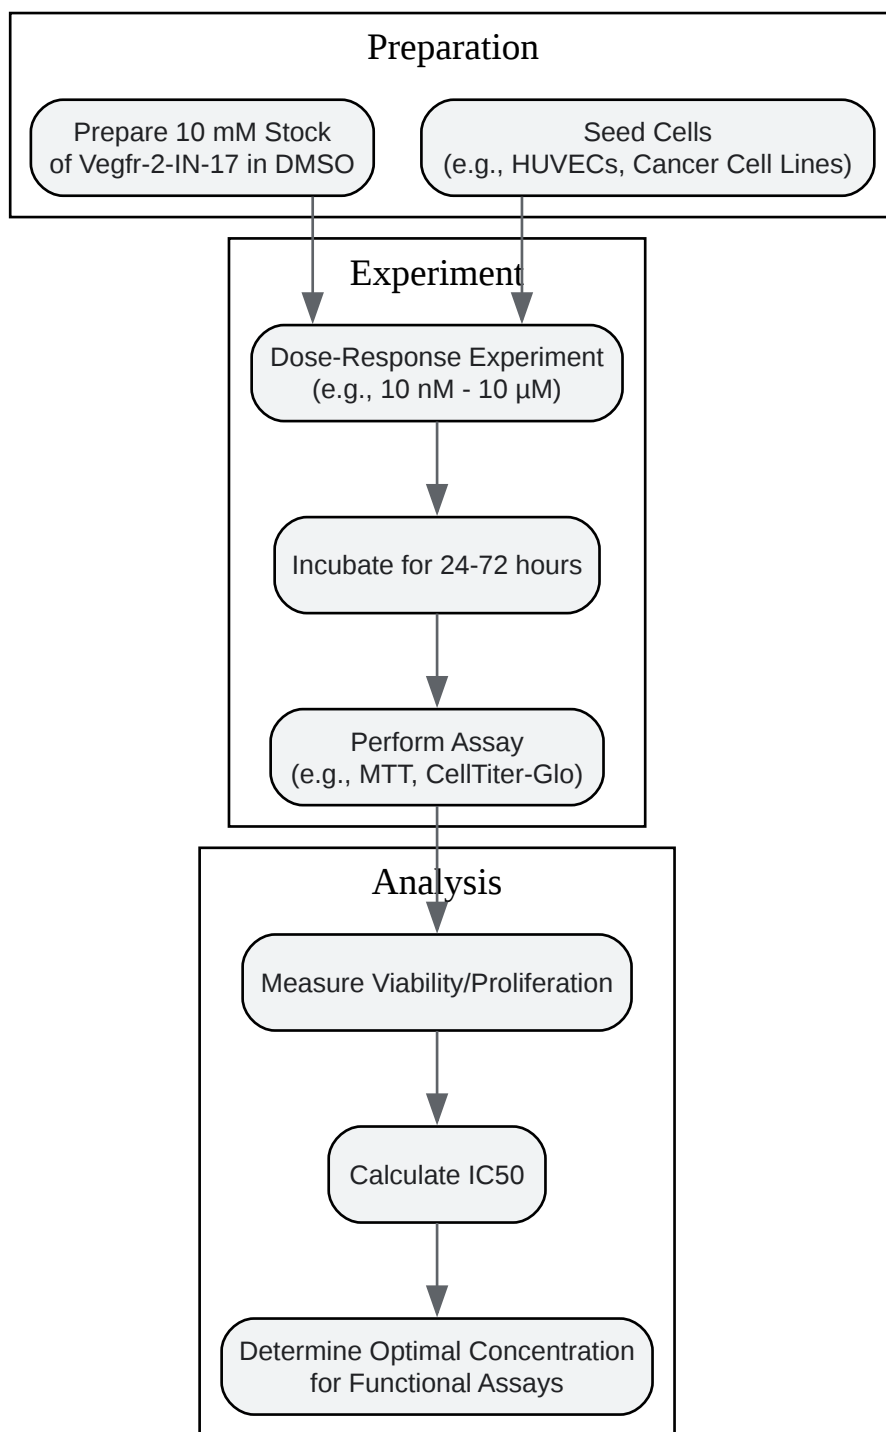 Preparation
Prepare 10 mM Stock
of Vegfr-2-IN-17 in DMSO
Seed Cells
(e.g., HUVECs, Cancer Cell Lines)
Experiment
Dose-Response Experiment
(e.g., 10 nM - 10 µM)
Incubate for 24-72 hours
Perform Assay
(e.g., MTT, CellTiter-Glo)
Analysis
Measure Viability/Proliferation
Calculate IC50
Determine Optimal Concentration
for Functional Assays